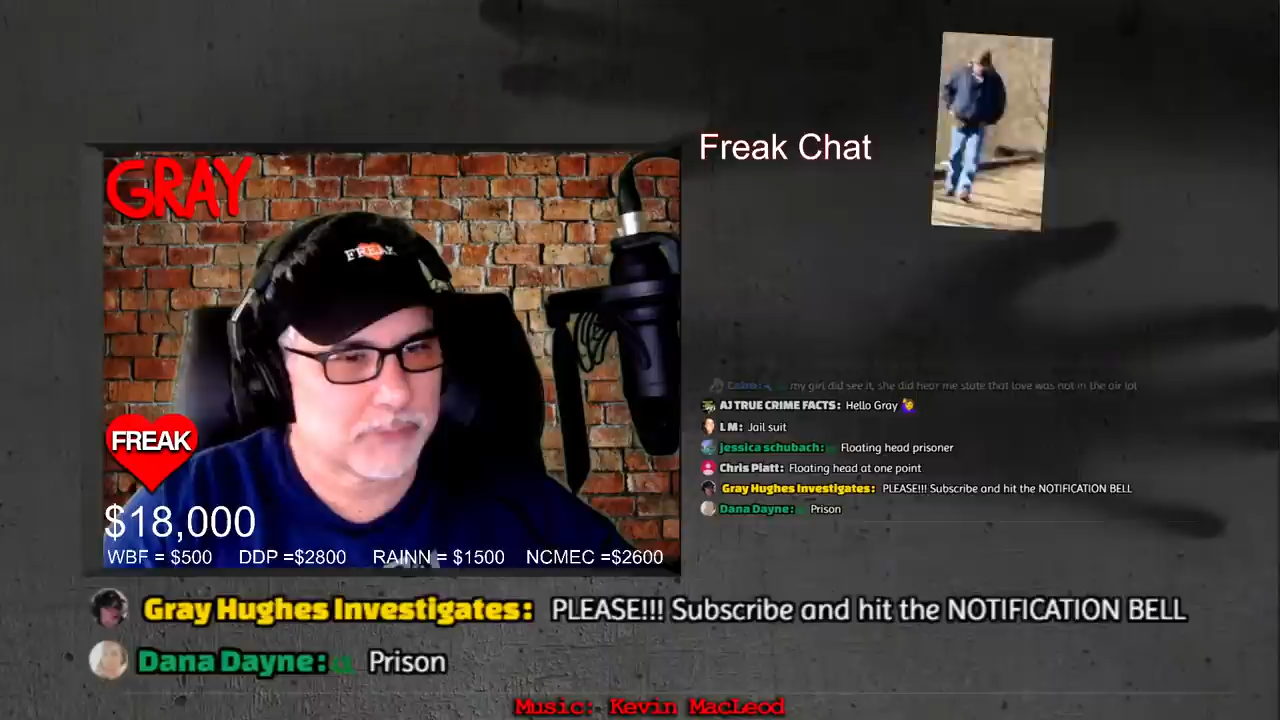 GRAY
FREAK
FREAK
$18,000
WBF = $500 DDP =$2800 RAINN = $1500 NCMEC =$2600
Freak Chat
Cairo: my girl did see it, she did hear me state that love was not in the air lol
AJ TRUE CRIME FACTS: Hello Gray 🙋‍♀️
L M: Jail suit
jessica schubach: Floating head prisoner
Chris Piatt: Floating head at one point
Gray Hughes Investigates: PLEASE!!! Subscribe and hit the NOTIFICATION BELL
Dana Dayne: Prison
Gray Hughes Investigates: PLEASE!!! Subscribe and hit the NOTIFICATION BELL
Dana Dayne: Prison
Music: Kevin MacLeod